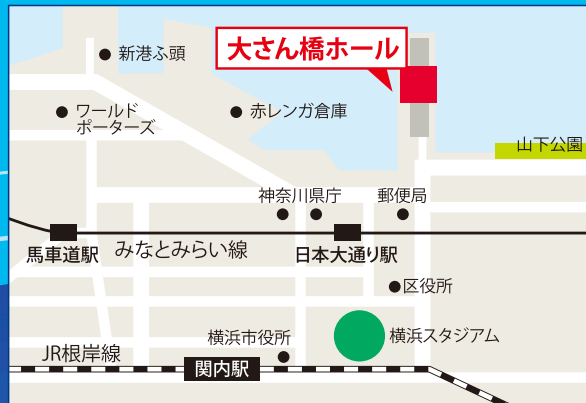 新港ふ頭
大さん橋ホール
ワールド
ポーターズ
赤レンガ倉庫
山下公園
神奈川県庁
郵便局
馬車道駅
みなとみらい線
日本大通り駅
区役所
横浜市役所
横浜スタジアム
JR根岸線
関内駅